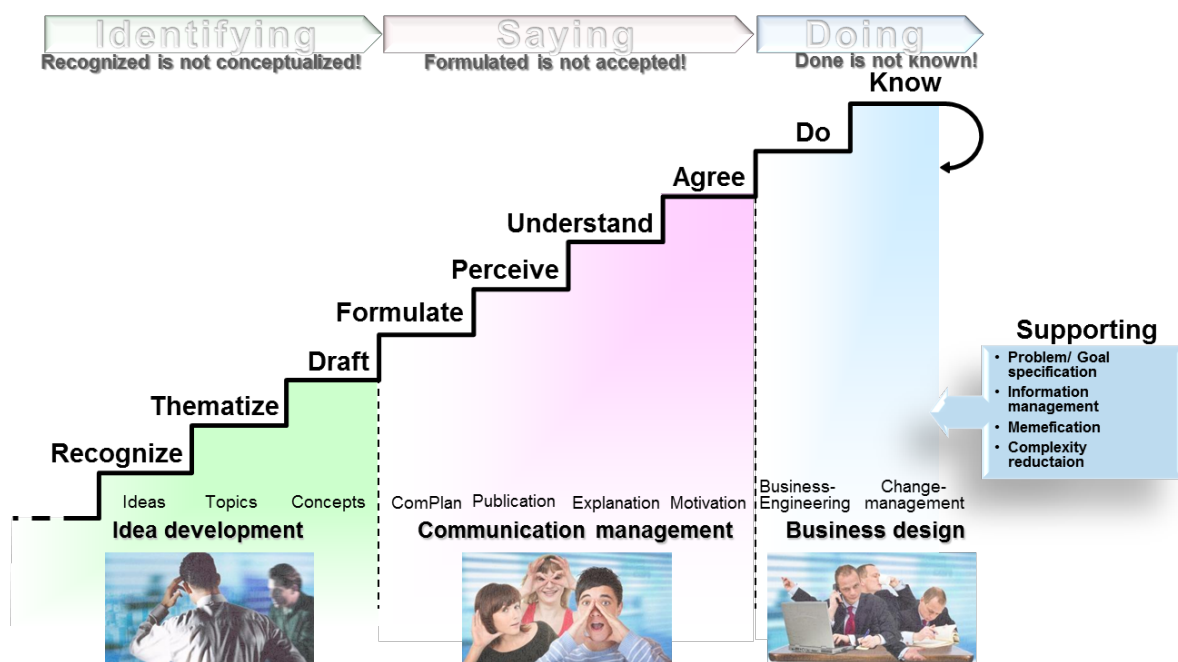 Identifying
Saying
Doing
Recognized is not conceptualized!
Formulated is not accepted!
Done is not known!
Know
Do
Agree
Understand
Perceive
Formulate
Draft
Thematize
Recognize
Supporting
• Problem/ Goal
specification
• Information
management
• Memefication
• Complexity
reductaion
Ideas
Topics
Concepts
ComPlan
Publication
Explanation
Motivation
Business-
Engineering
Change-
management
Idea development
Communication management
Business design